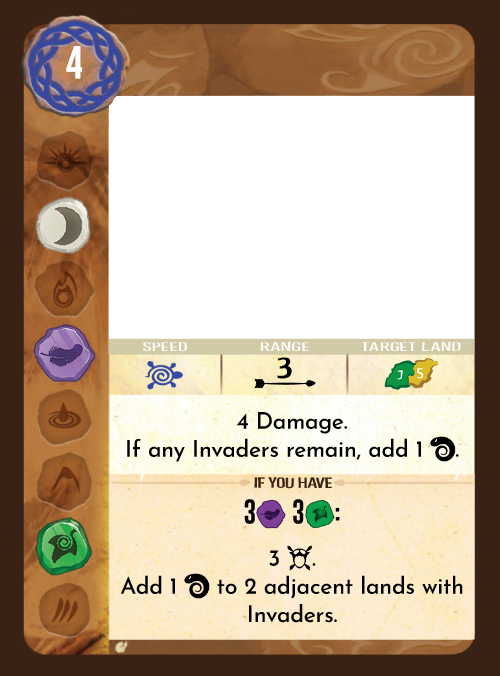 4
SPEED RANGE TARGET LAND
3
J S
4 Damage.
If any Invaders remain, add 1 .
IF YOU HAVE
3 3 :
3 .
Add 1 to 2 adjacent lands with
Invaders.